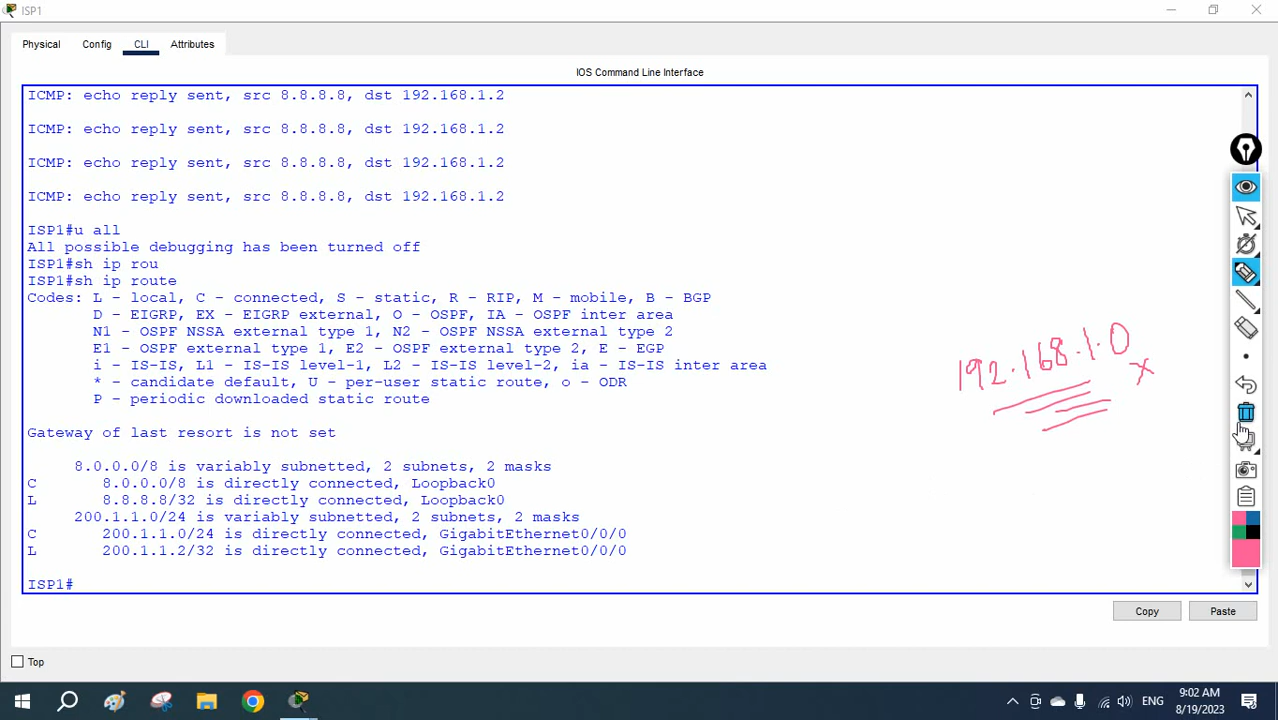 ISP1
Physical Config CLI Attributes
IOS Command Line Interface
ICMP: echo reply sent, src 8.8.8.8, dst 192.168.1.2
ICMP: echo reply sent, src 8.8.8.8, dst 192.168.1.2
ICMP: echo reply sent, src 8.8.8.8, dst 192.168.1.2
ICMP: echo reply sent, src 8.8.8.8, dst 192.168.1.2
ISP1#u all
All possible debugging has been turned off
ISP1#sh ip rou
ISP1#sh ip route
Codes: L - local, C - connected, S - static, R - RIP, M - mobile, B - BGP
D - EIGRP, EX - EIGRP external, O - OSPF, IA - OSPF inter area
N1 - OSPF NSSA external type 1, N2 - OSPF NSSA external type 2
E1 - OSPF external type 1, E2 - OSPF external type 2, E - EGP
i - IS-IS, L1 - IS-IS level-1, L2 - IS-IS level-2, ia - IS-IS inter area
* - candidate default, U - per-user static route, o - ODR
P - periodic downloaded static route
Gateway of last resort is not set
8.0.0.0/8 is variably subnetted, 2 subnets, 2 masks
C 8.0.0.0/8 is directly connected, Loopback0
L 8.8.8.8/32 is directly connected, Loopback0
200.1.1.0/24 is variably subnetted, 2 subnets, 2 masks
C 200.1.1.0/24 is directly connected, GigabitEthernet0/0/0
L 200.1.1.2/32 is directly connected, GigabitEthernet0/0/0
ISP1#
192.168.1.0 x
Copy Paste
Top
ENG
9:02 AM
8/19/2023